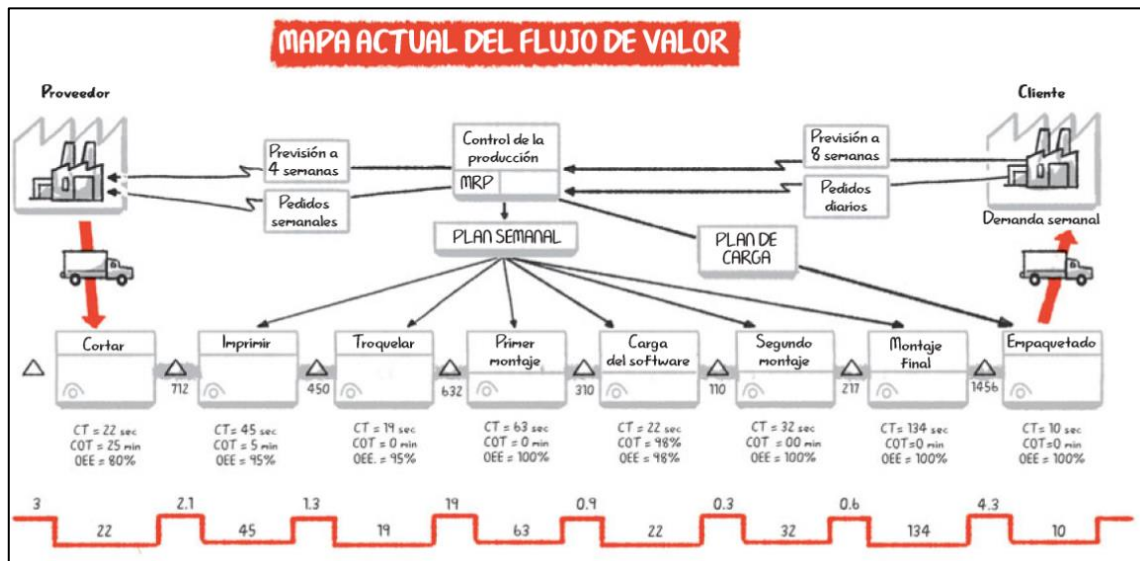 MAPA ACTUAL DEL FLUJO DE VALOR
Proveedor
Cliente
Previsión a
4 semanas
Control de la
producción
MRP
Previsión a
8 semanas
Pedidos
semanales
Pedidos
diarios
Demanda semanal
PLAN SEMANAL
PLAN DE
CARGA
Cortar
Imprimir
Troquelar
Primer
montaje
Carga
del software
Segundo
montaje
Montaje
final
Empaquetado
712
450
632
310
110
217
1456
CT = 22 sec
COT = 25 min
OEE = 80%
CT = 45 sec
COT = 5 min
OEE = 95%
CT = 19 sec
COT = 0 min
OEE. = 95%
CT = 63 sec
COT = 0 min
OEE = 100%
CT = 22 sec
COT = 98%
OEE = 98%
CT = 32 sec
COT = 00 min
OEE = 100%
CT = 134 sec
COT=0 min
OEE = 100%
CT = 10 sec
COT=0 min
OEE = 100%
3 2.1 1.3 19 0.9 0.3 0.6 4.3
22 45 19 63 22 32 134 10